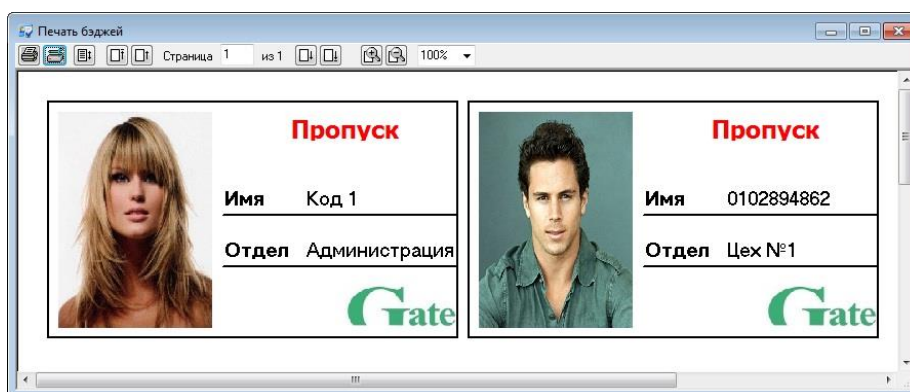 Печать бэджей
Страница 1 из 1 100%
Пропуск
Имя Код 1
Отдел Администрация
Gate
Пропуск
Имя 0102894862
Отдел Цех №1
Gate